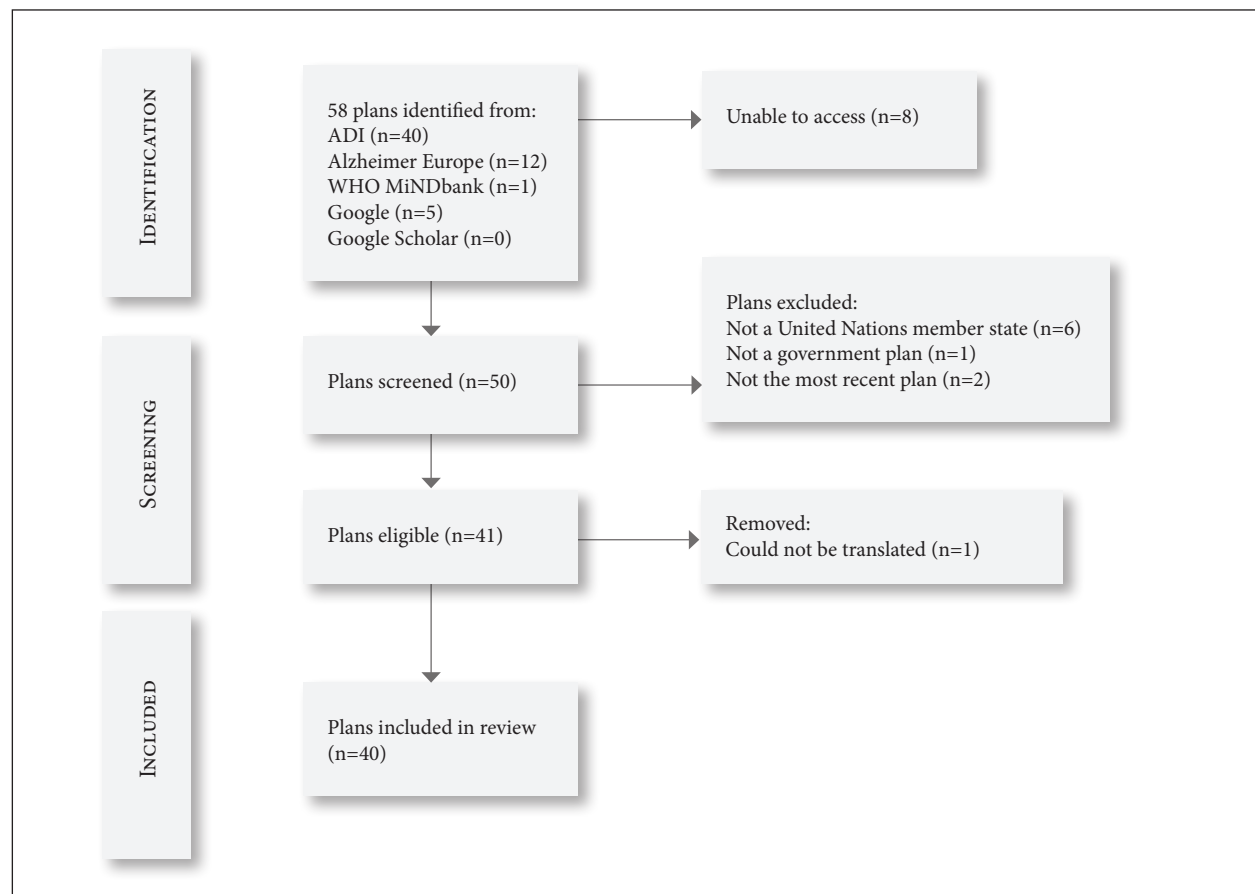 IDENTIFICATION
58 plans identified from:
ADI (n=40)
Alzheimer Europe (n=12)
WHO MiNDbank (n=1)
Google (n=5)
Google Scholar (n=0)
Unable to access (n=8)
SCREENING
Plans screened (n=50)
Plans excluded:
Not a United Nations member state (n=6)
Not a government plan (n=1)
Not the most recent plan (n=2)
Plans eligible (n=41)
Removed:
Could not be translated (n=1)
INCLUDED
Plans included in review
(n=40)